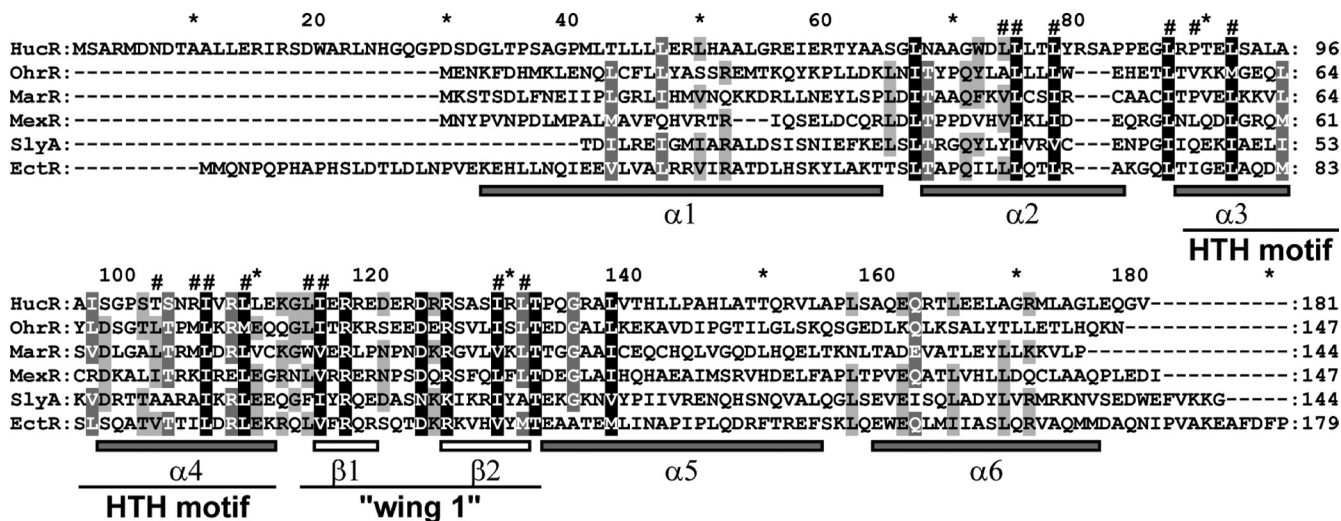 * 20 * 40 * 60 * ## # 80 # # * #
HucR:MSARMDNDTAALLERIRSDWARLNHGQGPDSDGLTPSAGPMLTLLLLERLHAALGREIERTYAASGLNAAGWDLLLTLYRSAPPEGLRPTELSALA: 96
OhrR:-----------------------------MENKFDHMKLENQLCFLLYASSREMTKQYKPLLDKLNITYPQYLALLLLW---EHETLTVKKMGEQL: 64
MarR:-----------------------------MKSTSDLFNEIIPLGRLIHMVNQKKDRLLNEYLSPLDITAAQFKVLCSIR---CAACITPVELKKVL: 64
MexR:-----------------------------MNYPVNPDLMPALMAVFQHVRTR---IQSELDCQRLDLTPPDVHVLKLID---EQRGLNLQDLGRQM: 61
SlyA:----------------------------------------TDILREIGMIARALDSISNIEFKELSLTRGQYLYLVRVC---ENPGIIQEKIAELI: 53
EctR:----------MMQNPQPHAPHSLDTLDLNPVEKEHLLNQIEEVLVALRRVIRATDLHSKYLAKTTSLTAPQILLLQTLR---AKGQLTIGELAQDM: 83
α1 α2 α3
HTH motif
100 # ## # * ## 120 # * # 140 * 160 * 180 *
HucR:AISGPSTSNRIVRLLEKGLIERREDERDRRSASIRLTPQGRALVTHLLPAHLATTQRVLAPLSAQEQRTLEELAGRMLAGLEQGV-----------:181
OhrR:YLDSGTLTPMLKRMEQQGLITRKRSEEDERSVLISLTEDGALLKEKAVDIPGTILGLSKQSGEDLKQLKSALYTLLETLHQKN-------------:147
MarR:SVDLGALTRMLDRLVCKGWVERLPNPNDKRGVLVKLTTGGAAICEQCHQLVGQDLHQELTKNLTADEVATLEYLLKKVLP----------------:144
MexR:CRDKALITRKIRELEGRNLVRRERNPSDQRSFQLFLTDEGLAIHQHAEAIMSRVHDELFAPLTPVEQATLVHLLDQCLAAQPLEDI----------:147
SlyA:KVDRTTAARAIKRLEEQGFIYRQEDASNKKIKRIYATEKGKNVYPIIVRENQHSNQVALQGLSEVEISQLADYLVRMRKNVSEDWEFVKKG-----:144
EctR:SLSQATVTTILDRLEKRQLVFRQRSQTDKRKVHVYMTEAATEMLINAPIPLQDRFTREFSKLQEWEQLMIIASLQRVAQMMDAQNIPVAKEAFDFP:179
α4 β1 β2 α5 α6
HTH motif "wing 1"